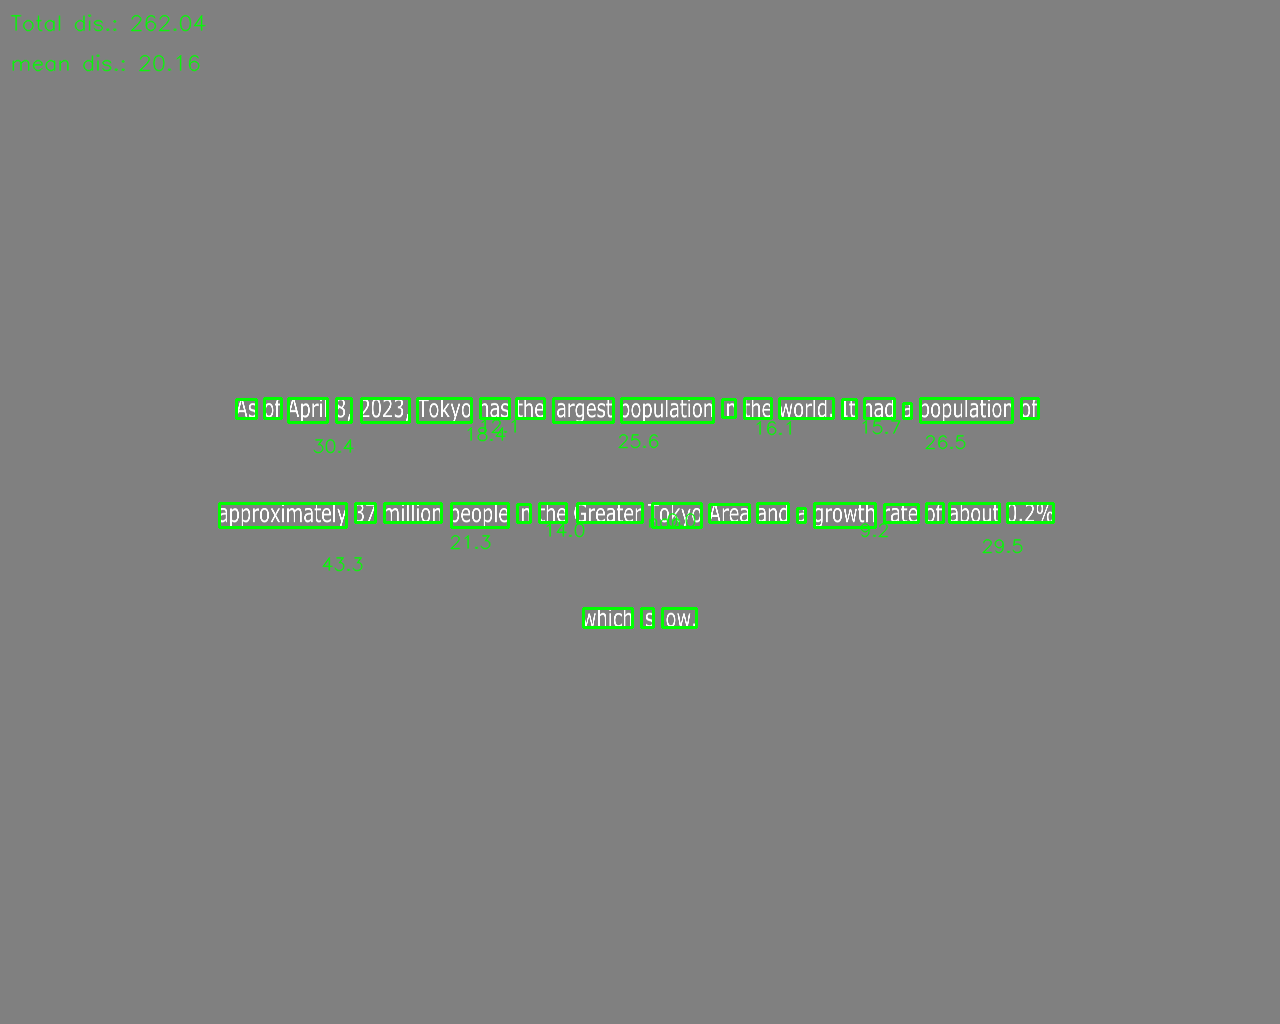 Total dis.: 262.04
mean dis.: 20.16
As of April 2023, Tokyo has the largest population in the world. It had a population of
30.4 18.4 12.1 25.6 16.1 15.7 26.5
approximately 37 million people in the Greater Tokyo Area and a growth rate of about 0.2%
43.3 21.3 14.0 9.2 29.5
which is low.